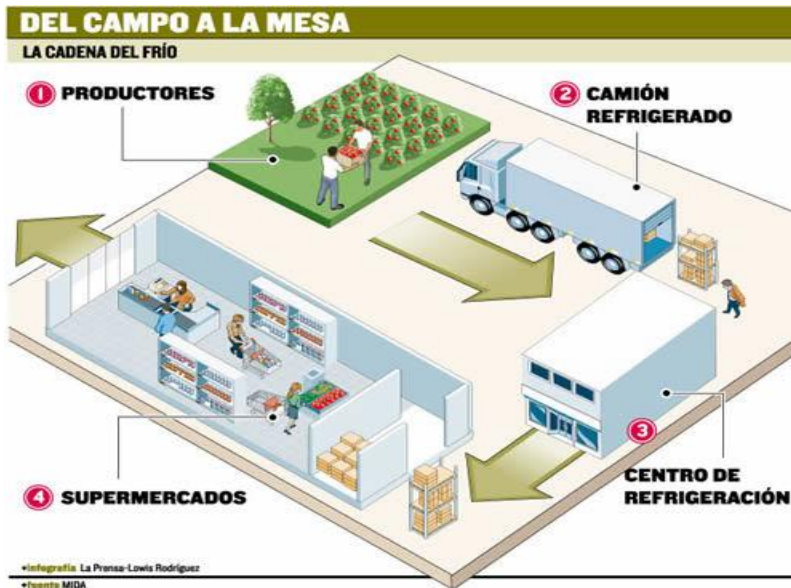 DEL CAMPO A LA MESA
LA CADENA DEL FRÍO
1 PRODUCTORES
2 CAMIÓN
REFRIGERADO
3
CENTRO DE
REFRIGERACIÓN
4 SUPERMERCADOS
•Infografía La Prensa-Lowis Rodríguez
•fuente MIDA